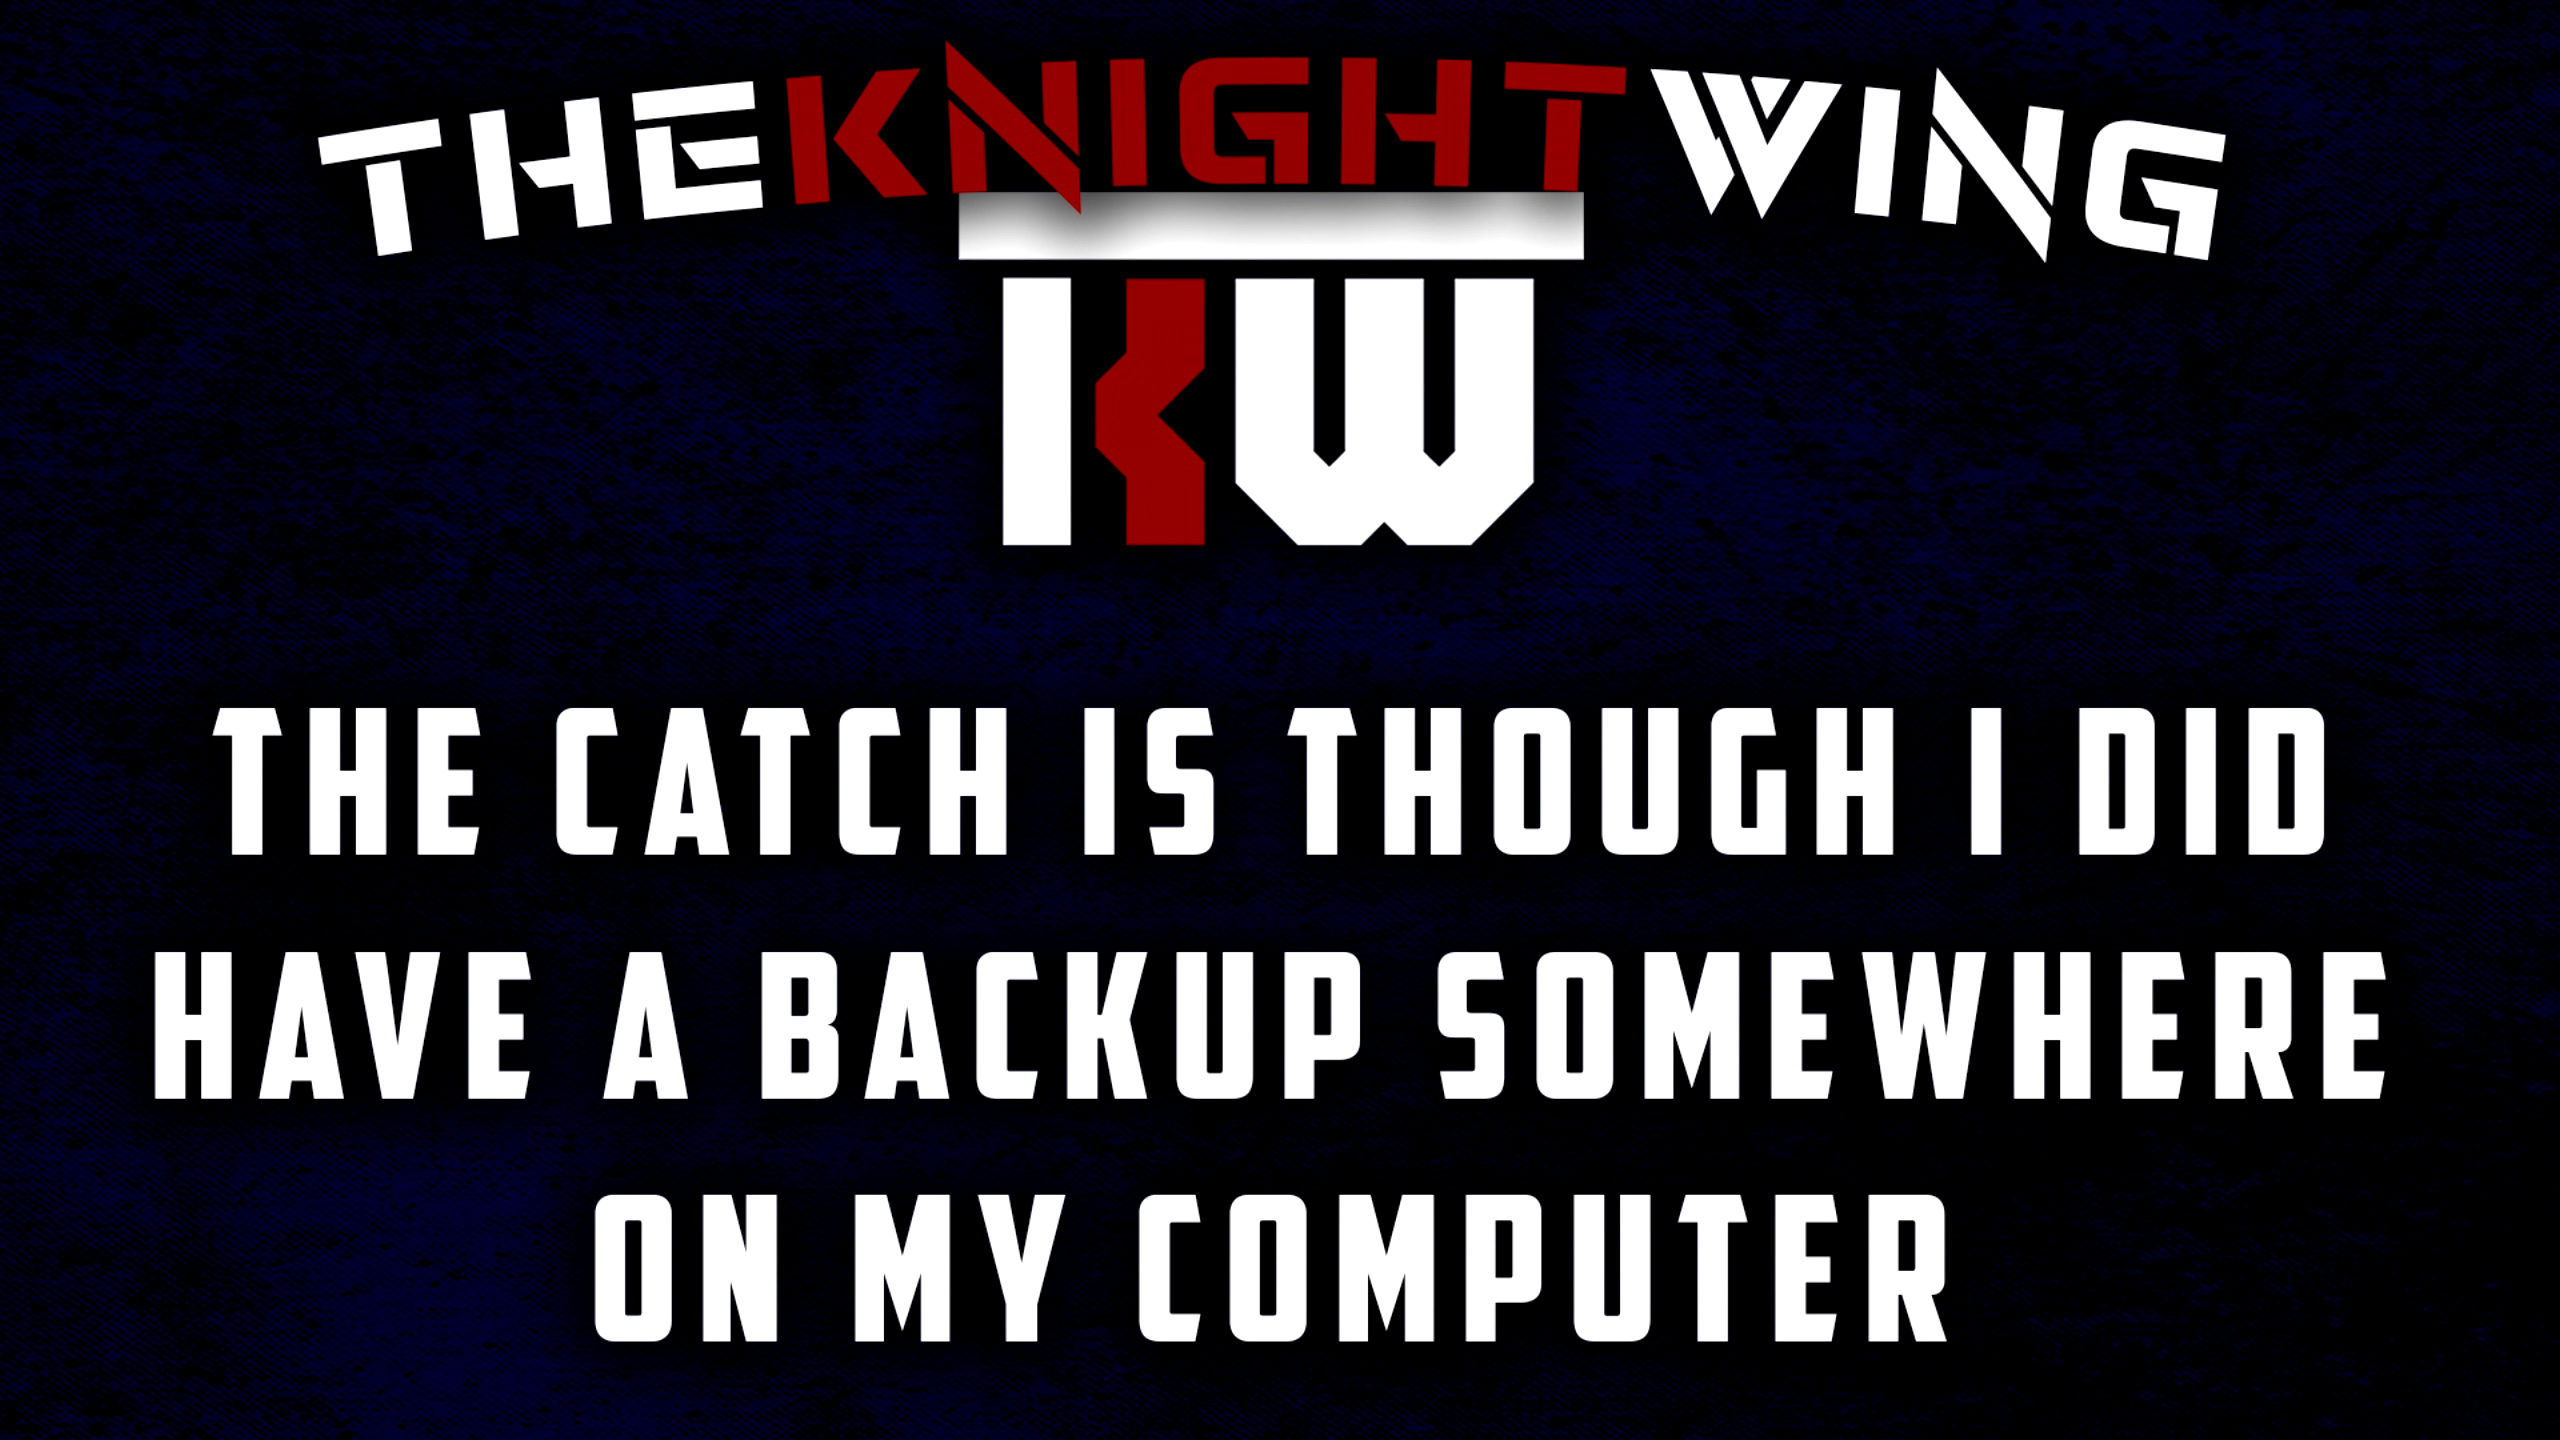 THEKNIGHTWING
KW
THE CATCH IS THOUGH I DID
HAVE A BACKUP SOMEWHERE
ON MY COMPUTER